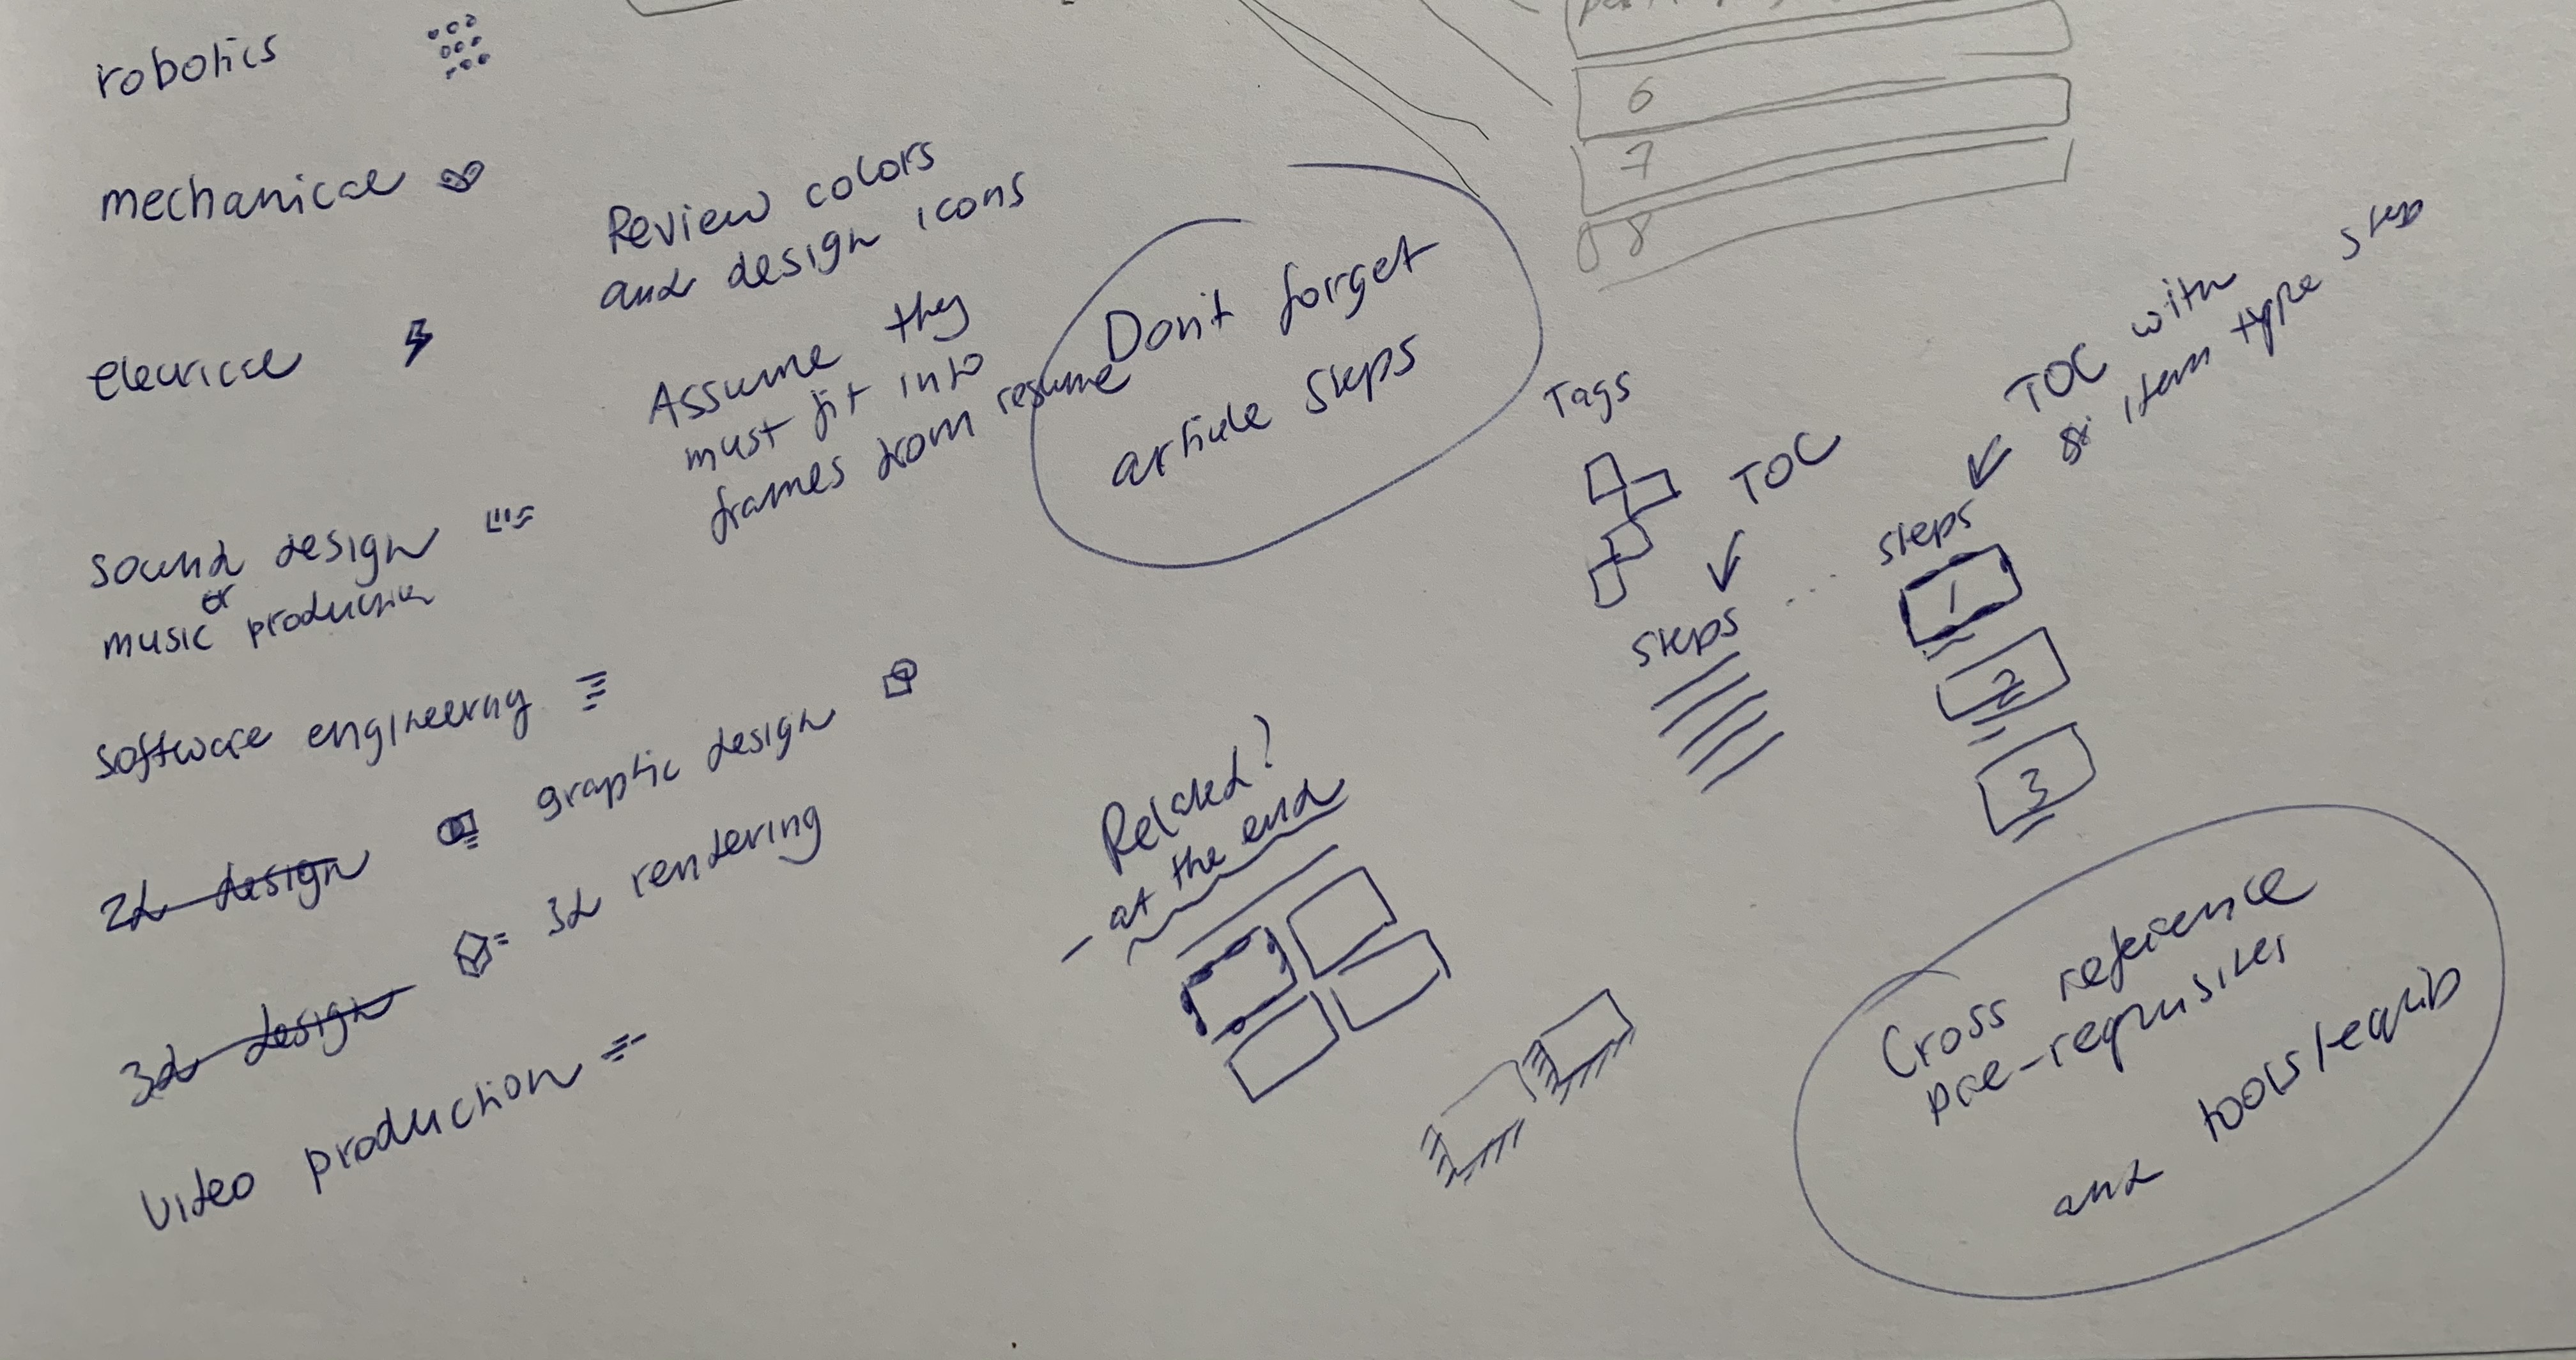 robotics
mechanical
electrical
sound design
or
music production
software engineering
2d design
graphic design
3d design
3d rendering
video production
Review colors
and design icons
Assume they
must fit into
frames from resume
Don't forget
article steps
6
7
8
Tags
TOC
steps
TOC with
item type step
steps
1
2
3
Related?
- at the end
Cross reference
pre-requisites
and tools/equip